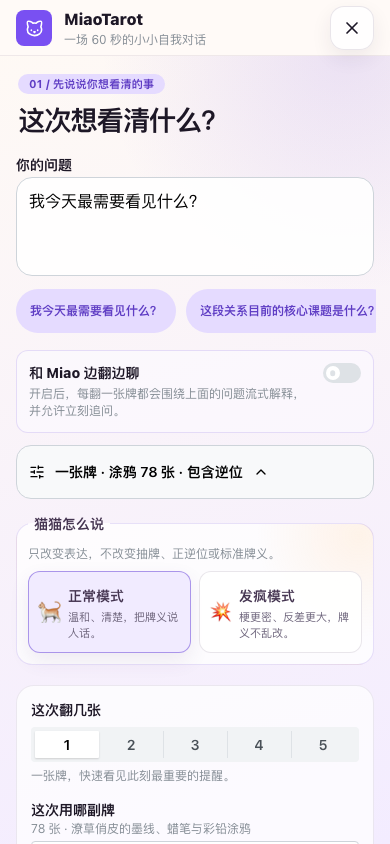 MiaoTarot
一场 60 秒的小小自我对话
01 / 先说说你想看清的事
这次想看清什么?
你的问题
我今天最需要看见什么?
我今天最需要看见什么?
这段关系目前的核心课题是什么?
和 Miao 边翻边聊
开启后，每翻一张牌都会围绕上面的问题流式解释，
并允许立刻追问。
一张牌 · 涂鸦 78 张 · 包含逆位
猫猫怎么说
只改变表达，不改变抽牌、正逆位或标准牌义。
正常模式
温和、清楚，把牌义说
人话。
发疯模式
梗更密、反差更大，牌
义不乱改。
这次翻几张
1 2 3 4 5
一张牌，快速看见此刻最重要的提醒。
这次用哪副牌
78 张 · 潦草俏皮的墨线、蜡笔与彩铅涂鸦